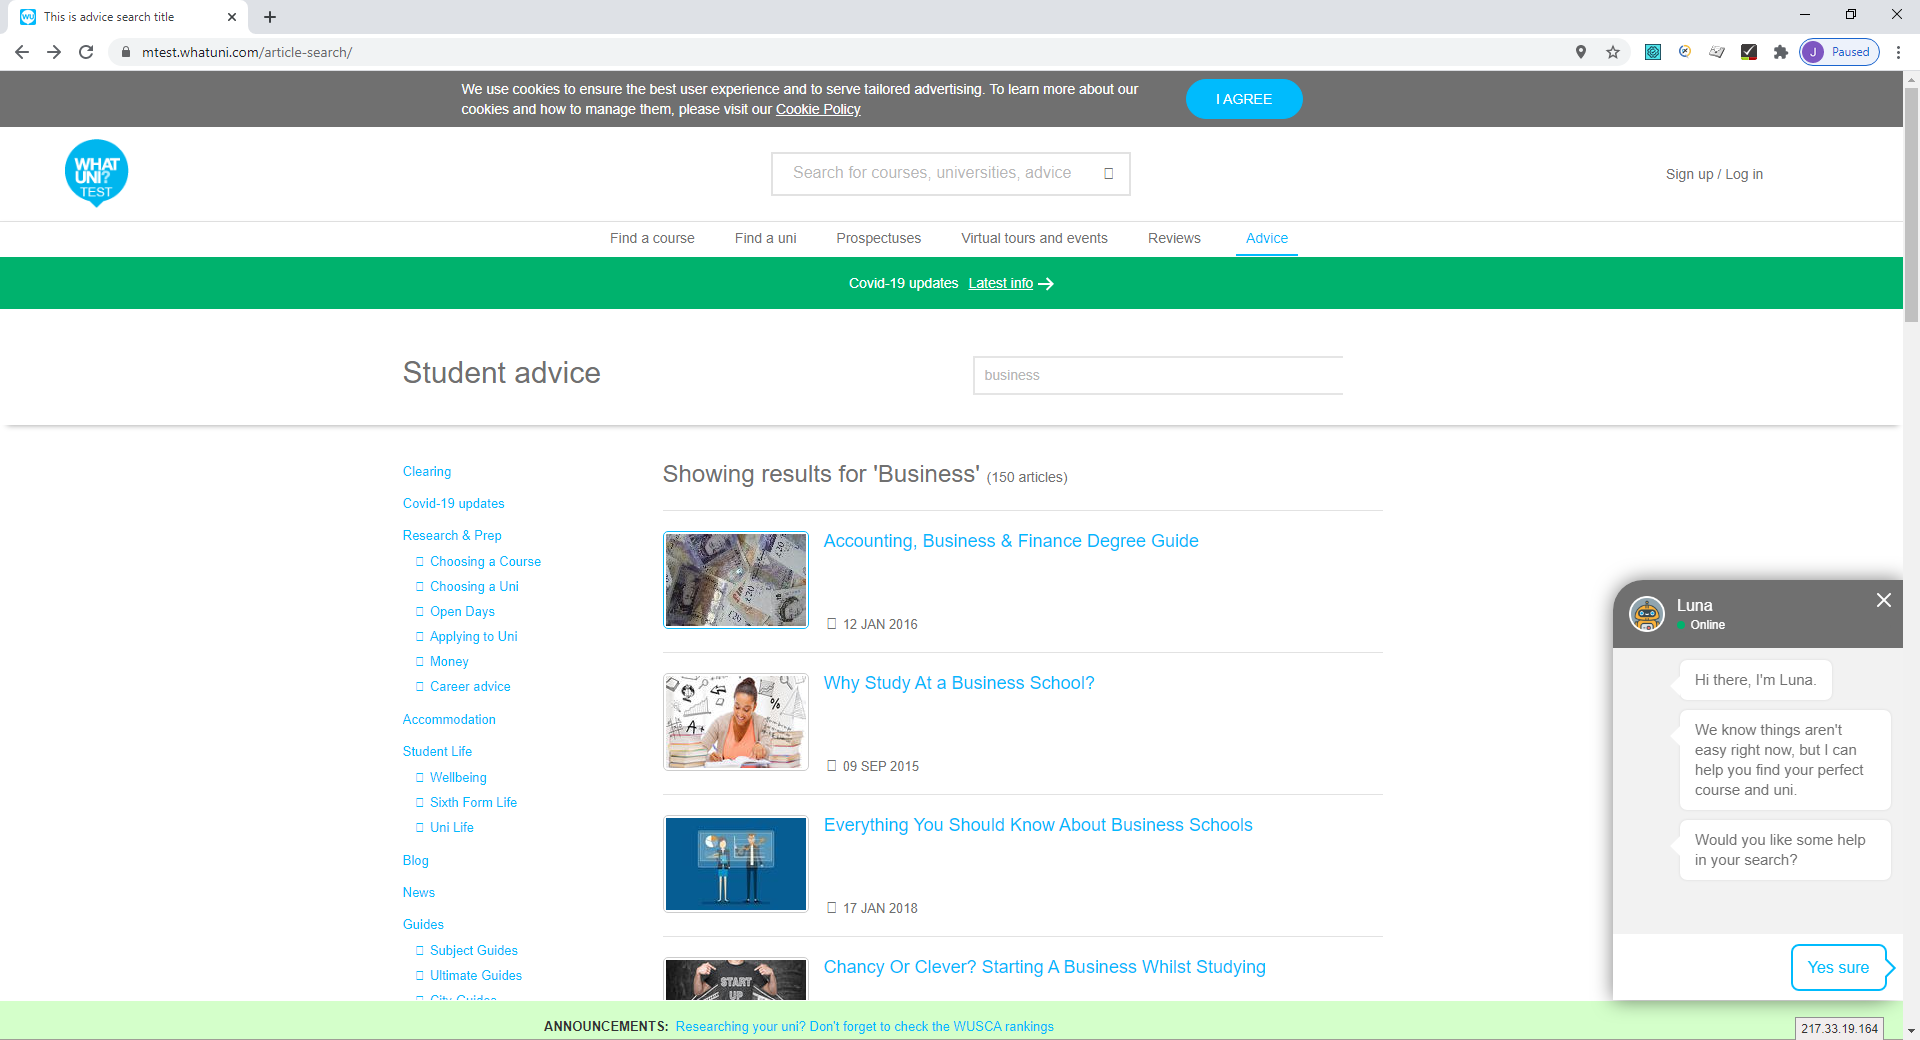 This is advice search title
mtest.whatuni.com/article-search/
J Paused
We use cookies to ensure the best user experience and to serve tailored advertising. To learn more about our
cookies and how to manage them, please visit our Cookie Policy
I AGREE
WHAT
UNI?
TEST
Search for courses, universities, advice
Sign up / Log in
Find a course Find a uni Prospectuses Virtual tours and events Reviews Advice
Covid-19 updates Latest info
Student advice
business
Clearing
Covid-19 updates
Research & Prep
Choosing a Course
Choosing a Uni
Open Days
Applying to Uni
Money
Career advice
Accommodation
Student Life
Wellbeing
Sixth Form Life
Uni Life
Blog
News
Guides
Subject Guides
Ultimate Guides
City Guides
Showing results for 'Business' (150 articles)
Accounting, Business & Finance Degree Guide
12 JAN 2016
Why Study At a Business School?
09 SEP 2015
Everything You Should Know About Business Schools
17 JAN 2018
Chancy Or Clever? Starting A Business Whilst Studying
START
UP
Luna
Online
Hi there, I'm Luna.
We know things aren't
easy right now, but I can
help you find your perfect
course and uni.
Would you like some help
in your search?
Yes sure
ANNOUNCEMENTS: Researching your uni? Don't forget to check the WUSCA rankings
217.33.19.164